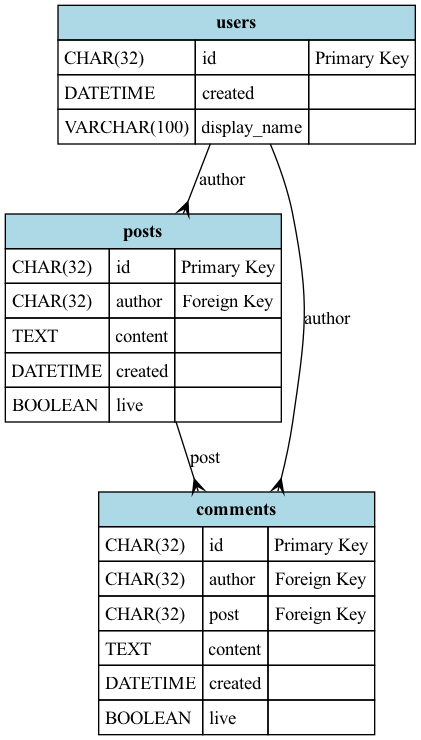 users
CHAR(32) id Primary Key
DATETIME created
VARCHAR(100) display_name
author
posts
CHAR(32) id Primary Key
CHAR(32) author Foreign Key
TEXT content
DATETIME created
BOOLEAN live
author
post
comments
CHAR(32) id Primary Key
CHAR(32) author Foreign Key
CHAR(32) post Foreign Key
TEXT content
DATETIME created
BOOLEAN live